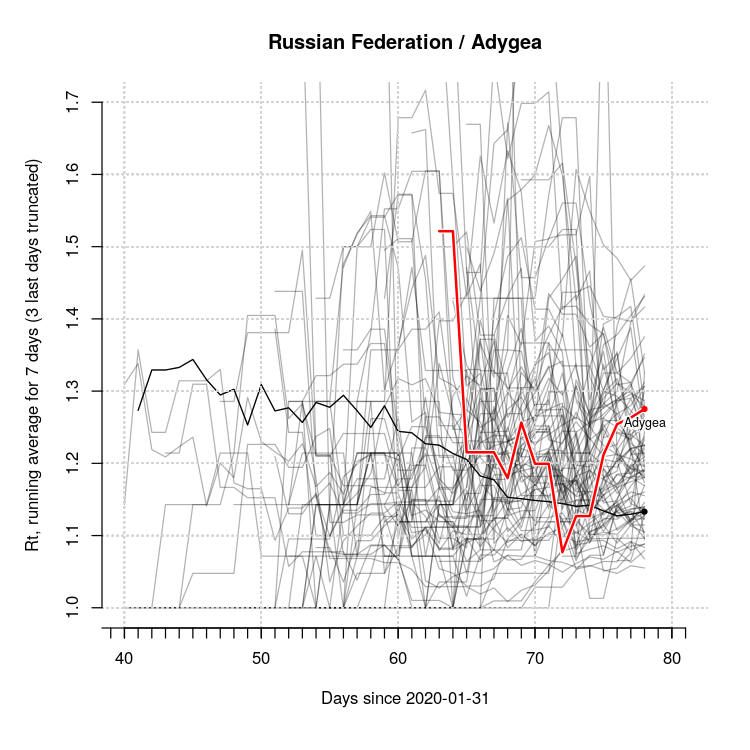 Russian Federation / Adygea
Rt, running average for 7 days (3 last days truncated)
1.7
1.6
1.5
1.4
1.3
1.2
1.1
1.0
Adygea
40 50 60 70 80
Days since 2020-01-31